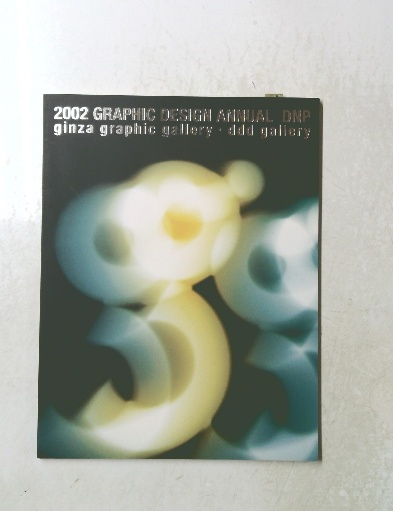 2002 GRAPHIC DESIGN ANNUAL DNP
ginza graphic gallery · ddd gallery